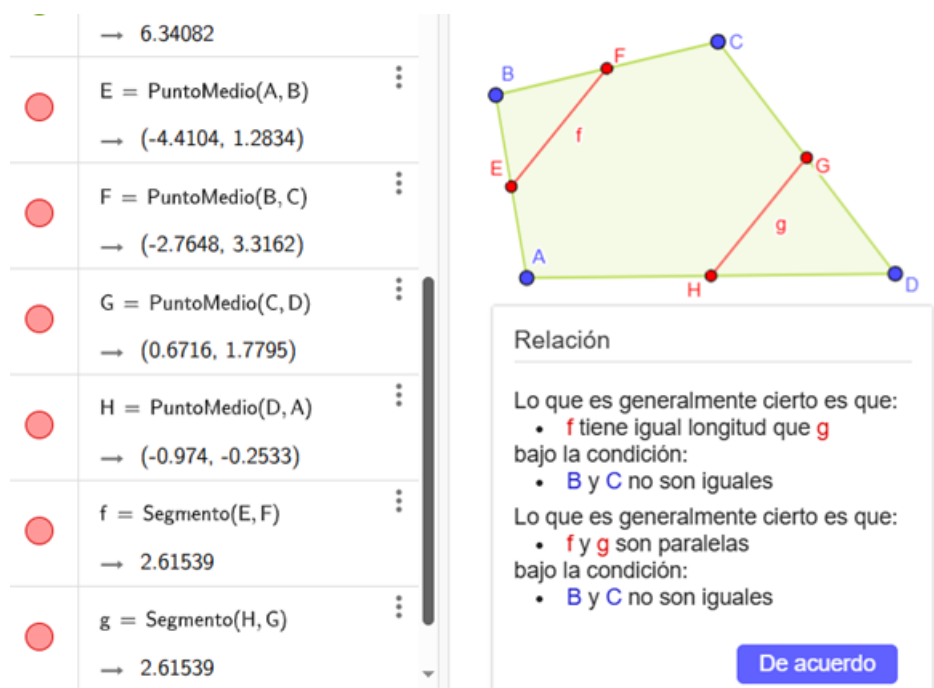 → 6.34082
E = PuntoMedio(A, B)
→ (-4.4104, 1.2834)
F = PuntoMedio(B, C)
→ (-2.7648, 3.3162)
G = PuntoMedio(C, D)
→ (0.6716, 1.7795)
H = PuntoMedio(D, A)
→ (-0.974, -0.2533)
f = Segmento(E, F)
→ 2.61539
g = Segmento(H, G)
→ 2.61539
C
F
B
f
E
G
g
A
H
D
Relación
Lo que es generalmente cierto es que:
• f tiene igual longitud que g
bajo la condición:
• B y C no son iguales
Lo que es generalmente cierto es que:
• f y g son paralelas
bajo la condición:
• B y C no son iguales
De acuerdo